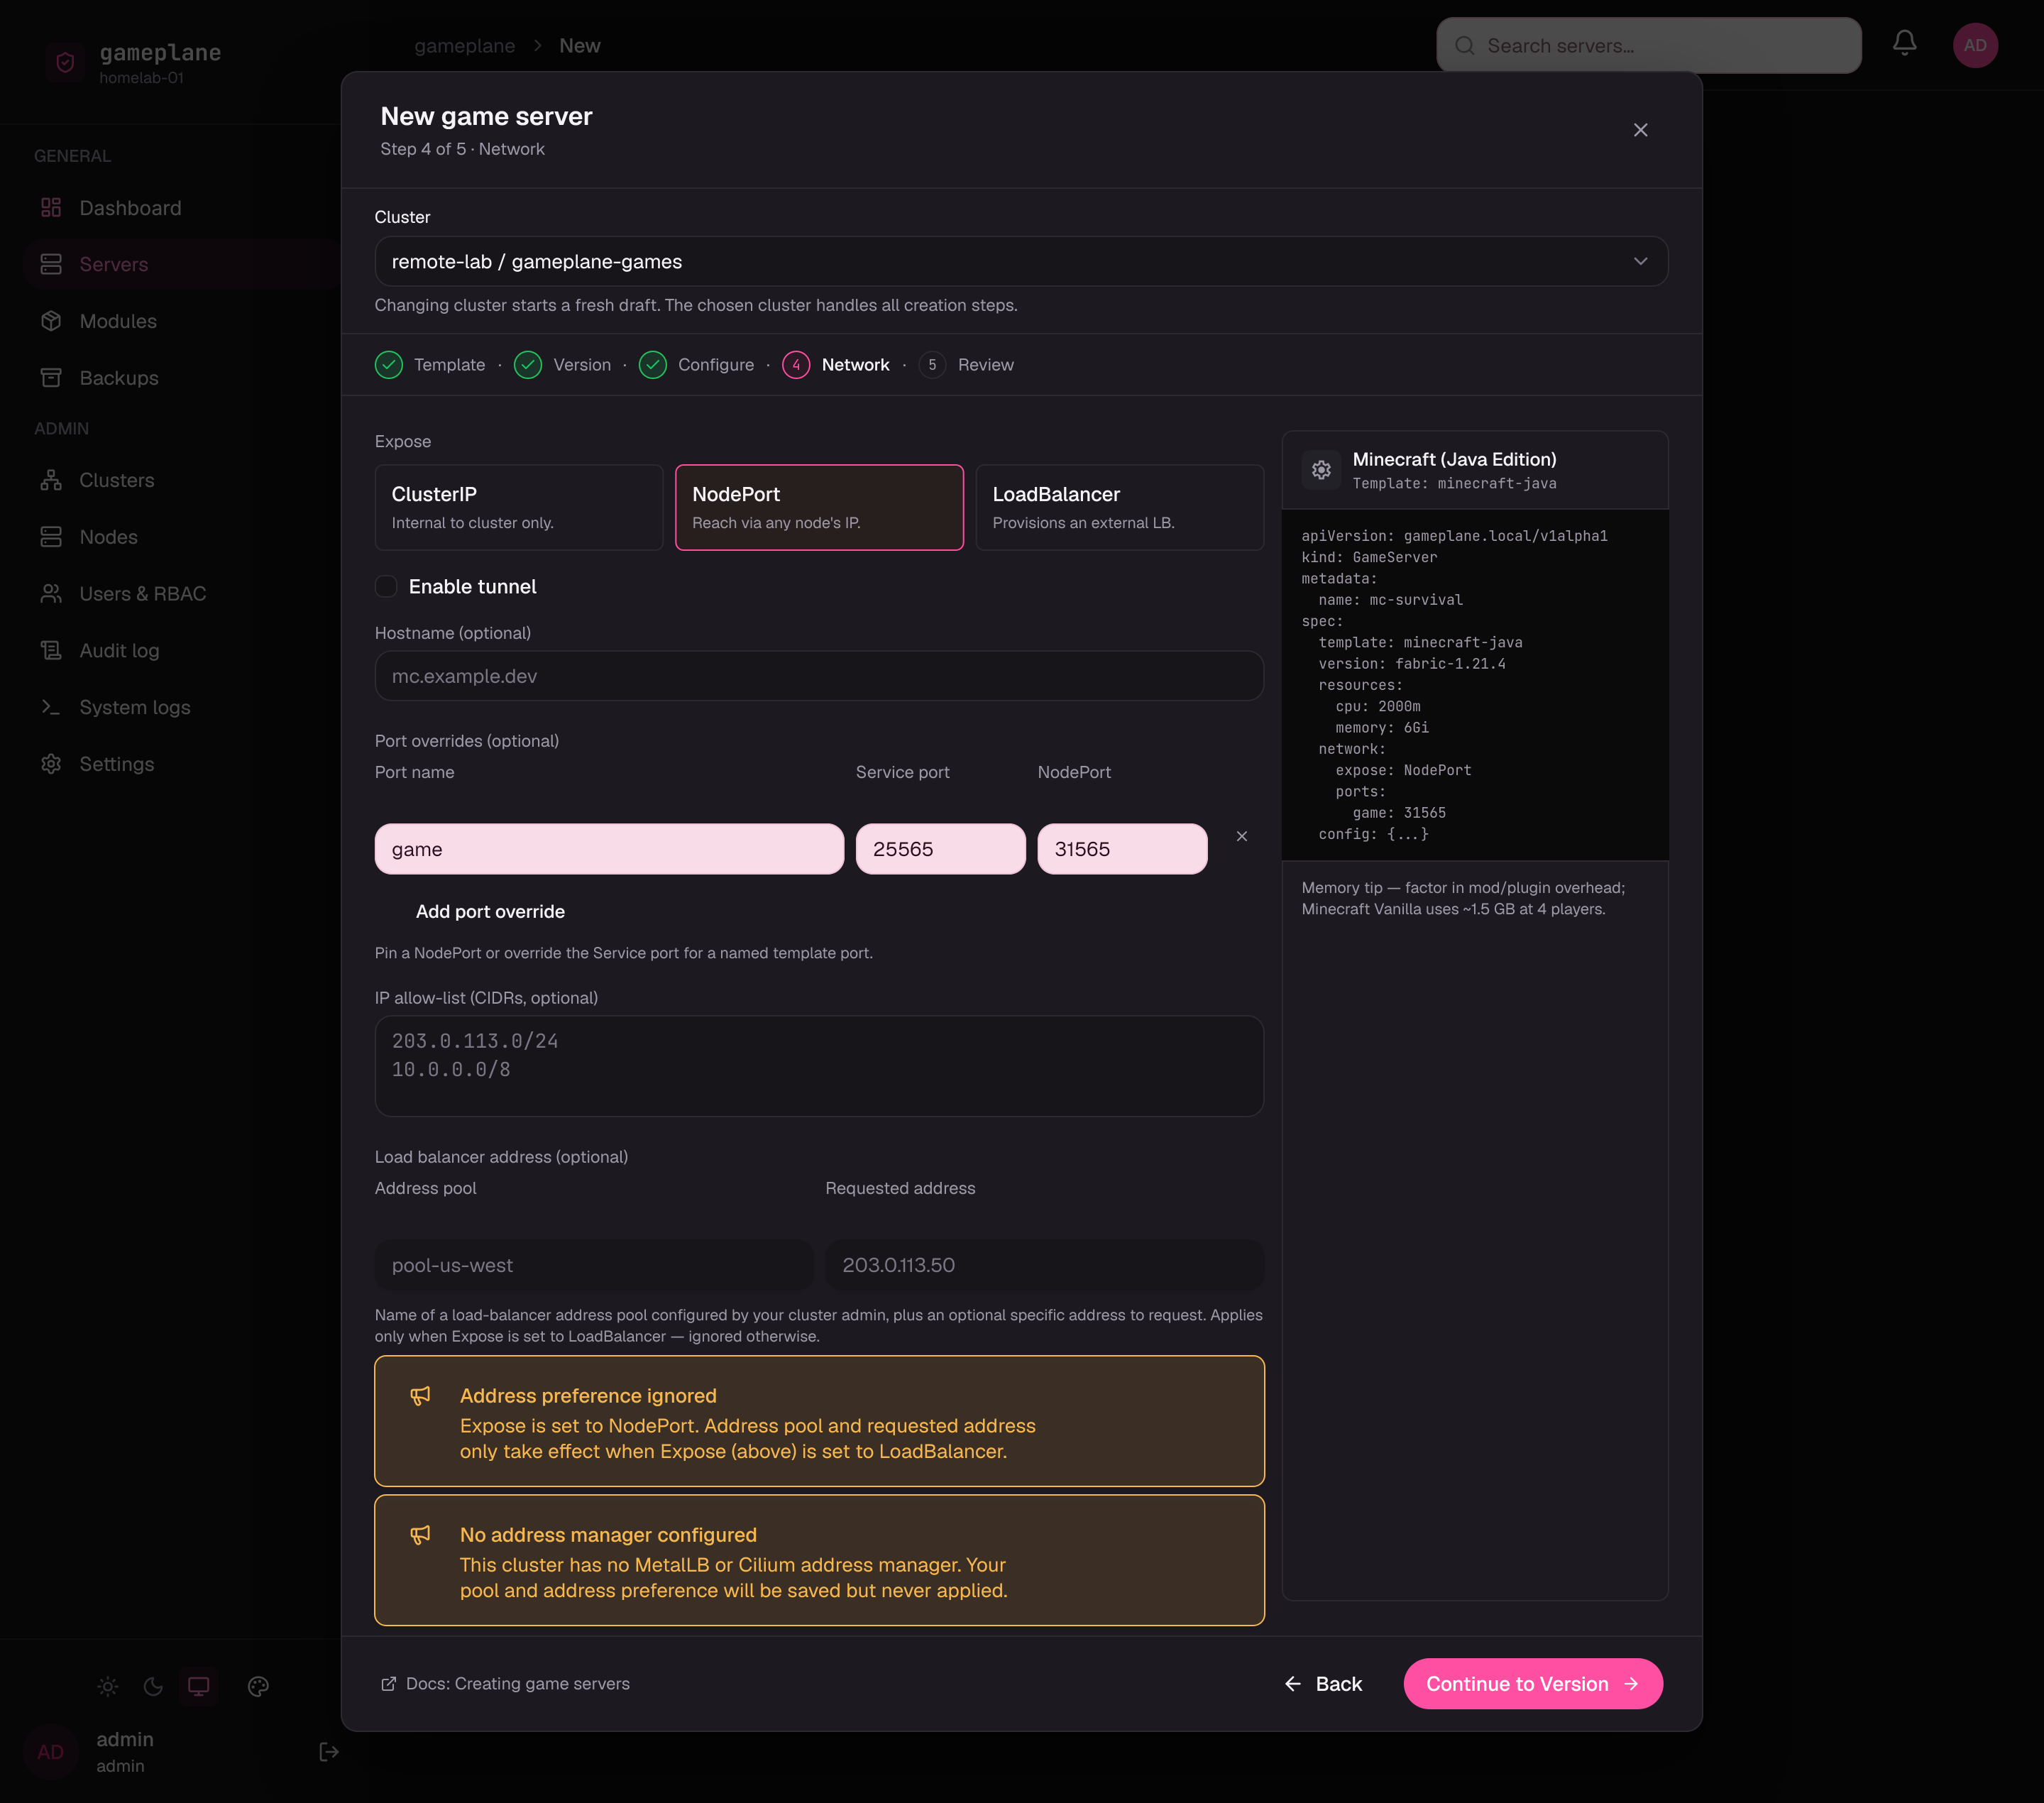 gameplane
homelab-01
gameplane > New
Search servers...
AD
GENERAL
Dashboard
Servers
Modules
Backups
ADMIN
Clusters
Nodes
Users & RBAC
Audit log
System logs
Settings
AD
admin
admin
New game server
Step 4 of 5 · Network
Cluster
remote-lab / gameplane-games
Changing cluster starts a fresh draft. The chosen cluster handles all creation steps.
Template · Version · Configure · 4 Network · 5 Review
Expose
ClusterIP
Internal to cluster only.
NodePort
Reach via any node's IP.
LoadBalancer
Provisions an external LB.
Enable tunnel
Hostname (optional)
mc.example.dev
Port overrides (optional)
Port name Service port NodePort
game 25565 31565
Add port override
Pin a NodePort or override the Service port for a named template port.
IP allow-list (CIDRs, optional)
203.0.113.0/24
10.0.0.0/8
Load balancer address (optional)
Address pool Requested address
pool-us-west 203.0.113.50
Name of a load-balancer address pool configured by your cluster admin, plus an optional specific address to request. Applies
only when Expose is set to LoadBalancer — ignored otherwise.
Address preference ignored
Expose is set to NodePort. Address pool and requested address
only take effect when Expose (above) is set to LoadBalancer.
No address manager configured
This cluster has no MetalLB or Cilium address manager. Your
pool and address preference will be saved but never applied.
Minecraft (Java Edition)
Template: minecraft-java
apiVersion: gameplane.local/v1alpha1
kind: GameServer
metadata:
  name: mc-survival
spec:
  template: minecraft-java
  version: fabric-1.21.4
  resources:
    cpu: 2000m
    memory: 6Gi
  network:
    expose: NodePort
    ports:
      game: 31565
  config: {...}
Memory tip — factor in mod/plugin overhead;
Minecraft Vanilla uses ~1.5 GB at 4 players.
Docs: Creating game servers
Back
Continue to Version